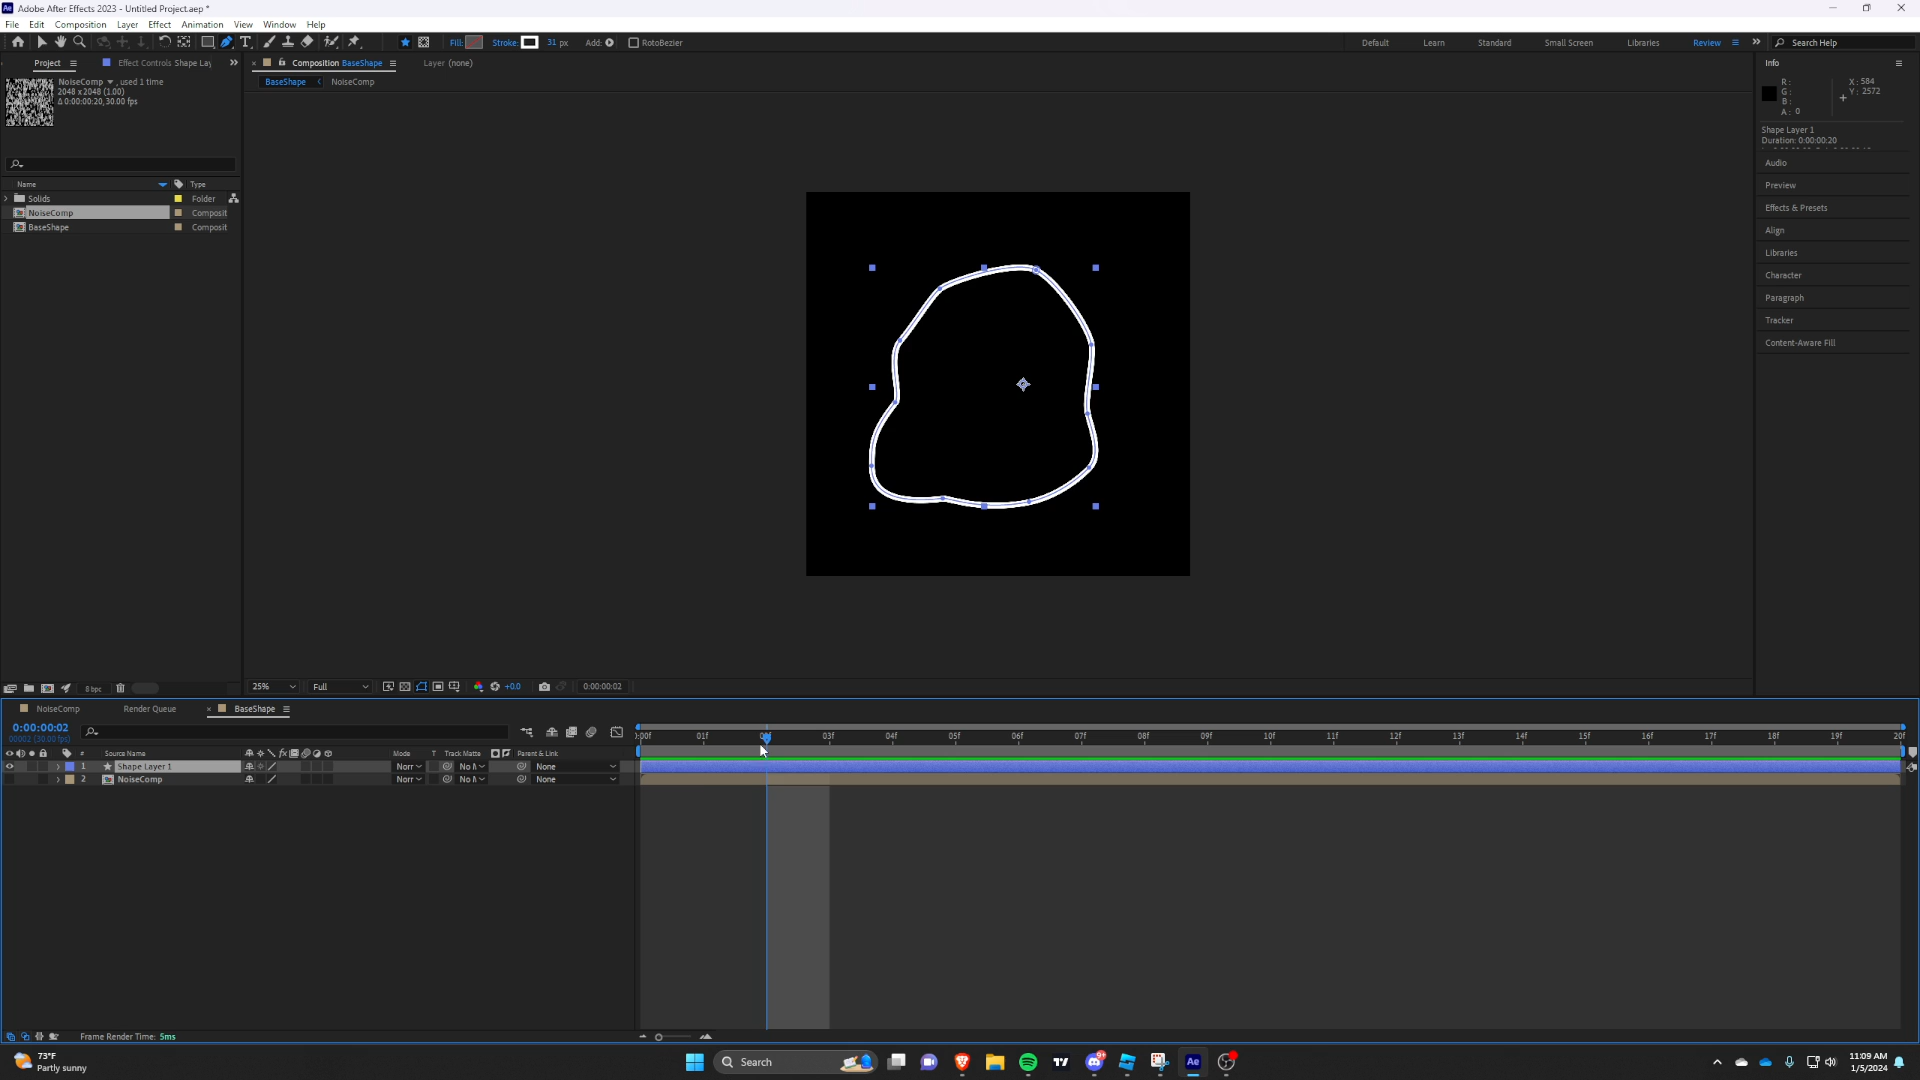 Adobe After Effects 2023 - Untitled Project.aep *
File Edit Composition Layer Effect Animation View Window Help
Fill: Stroke: 31 px Add: RotoBezier
Default Learn Standard Small Screen Libraries Review Search Help
Project Effect Controls Shape Lay
Composition BaseShape Layer (none)
BaseShape NoiseComp
NoiseComp , used 1 time
2048 x 2048 (1.00)
Δ 0:00:00:20, 30.00 fps
Name Type
Solids Folder
NoiseComp Composit
BaseShape Composit
Info
R: X: 584
G: Y: 2572
B:
A: 0
Shape Layer 1
Duration: 0:00:00:20
Audio
Preview
Effects & Presets
Align
Libraries
Character
Paragraph
Tracker
Content-Aware Fill
8 bpc
25% Full +0.0 0:00:00:02
NoiseComp Render Queue BaseShape
0:00:00:02
00002 (30.00 fps)
:00f 01f 03f 04f 05f 06f 07f 08f 09f 10f 11f 12f 13f 14f 15f 16f 17f 18f 19f 20f
# Source Name Mode T Track Matte Parent & Link
1 Shape Layer 1 Norr No N None
2 NoiseComp Norr No N None
Frame Render Time: 5ms
73°F
Partly sunny
Search
11:09 AM
1/5/2024